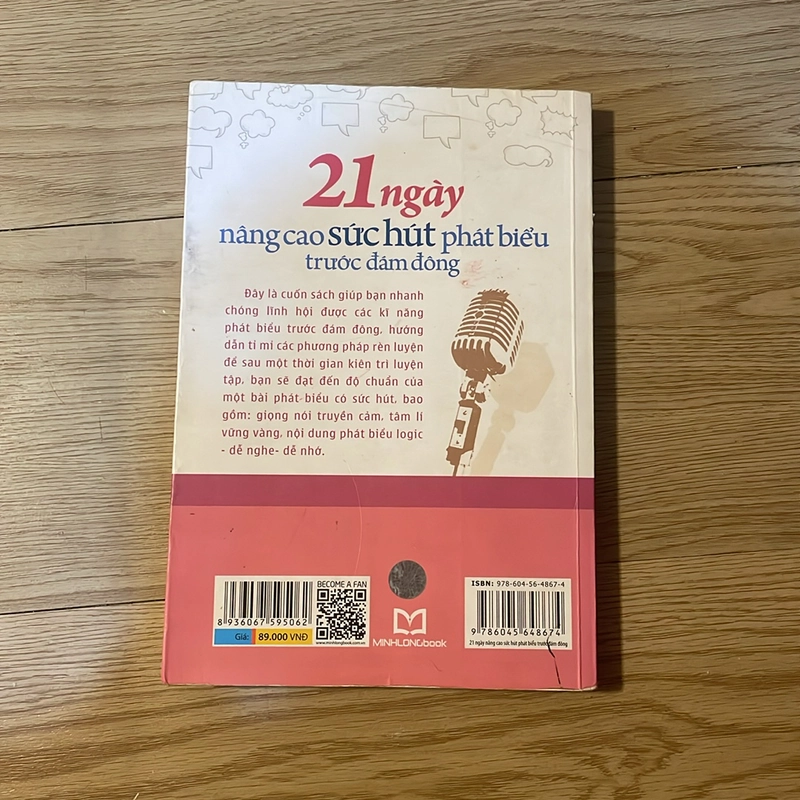 21 ngày
nâng cao sức hút phát biểu
trước đám đông
Đây là cuốn sách giúp bạn nhanh
chóng lĩnh hội được các kĩ năng
phát biểu trước đám đông, hướng
dẫn tỉ mỉ các phương pháp rèn luyện
để sau một thời gian kiên trì luyện
tập, bạn sẽ đạt đến độ chuẩn của
một bài phát biểu có sức hút, bao
gồm: giọng nói truyền cảm, tâm lí
vững vàng, nội dung phát biểu logic
- dễ nghe- dễ nhớ.
8 936067 595062
Giá: 89.000 VNĐ
BECOME A FAN
www.minhlongbook.com.vn
MINHLONGbook
ISBN: 978-604-56-4867-4
9 786045 648674
21 ngày nâng cao sức hút phát biểu trước đám đông